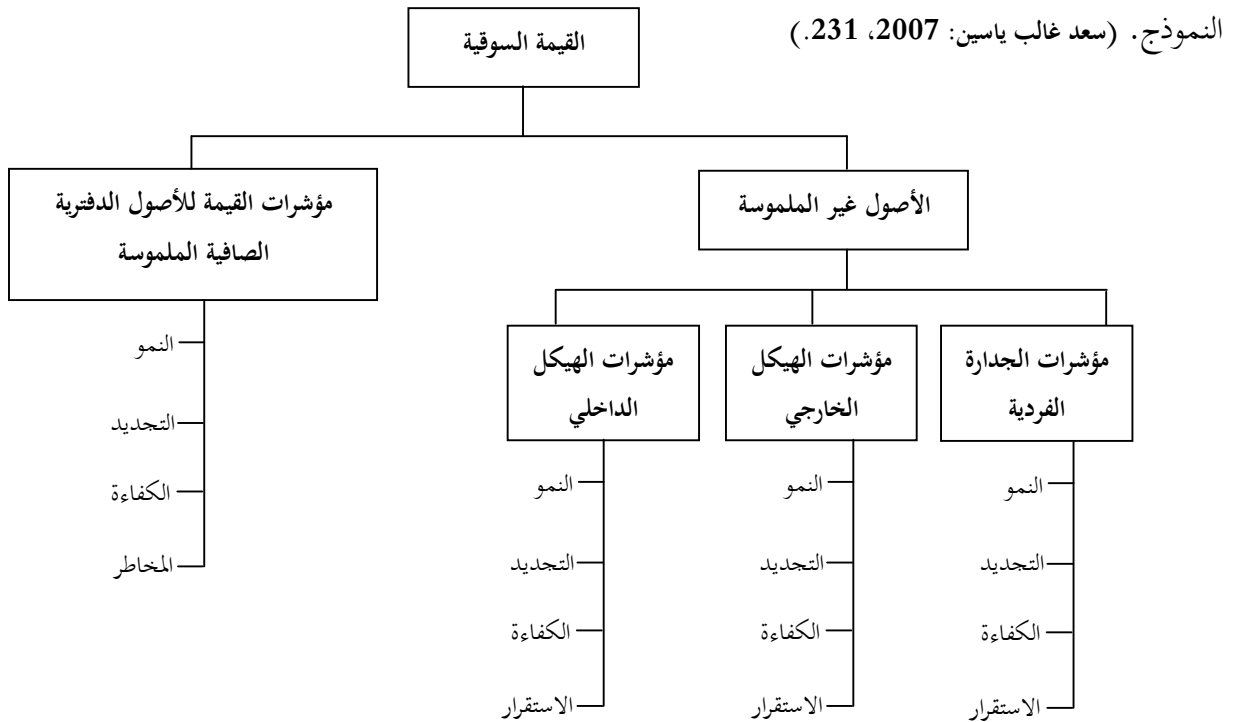 النموذج. (سعد غالب ياسين: 2007، 231.)
القيمة السوقية
الأصول غير الملموسة
مؤشرات القيمة للأصول الدفترية
الصافية الملموسة
مؤشرات الجدارة
الفردية
النمو
التجديد
الكفاءة
الاستقرار
مؤشرات الهيكل
الخارجي
النمو
التجديد
الكفاءة
الاستقرار
مؤشرات الهيكل
الداخلي
النمو
التجديد
الكفاءة
الاستقرار
النمو
التجديد
الكفاءة
المخاطر